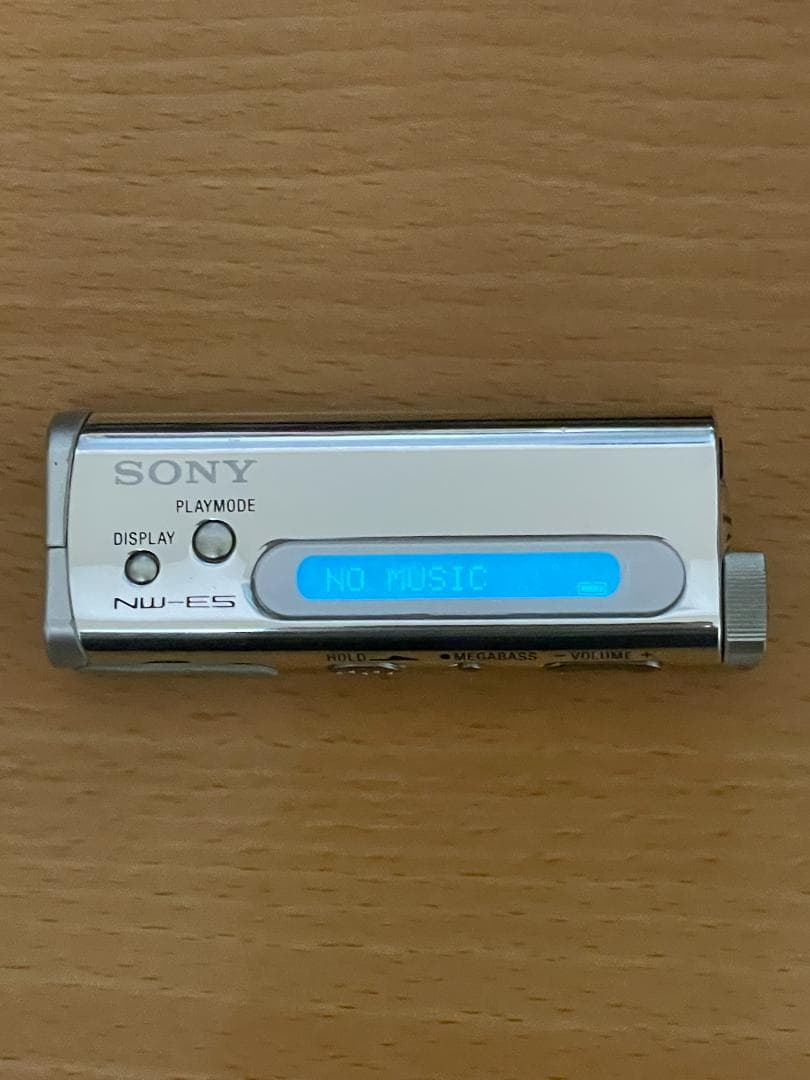 SONY
PLAYMODE
DISPLAY
NW-E5
NO MUSIC
HOLD
MEGABASS
- VOLUME +